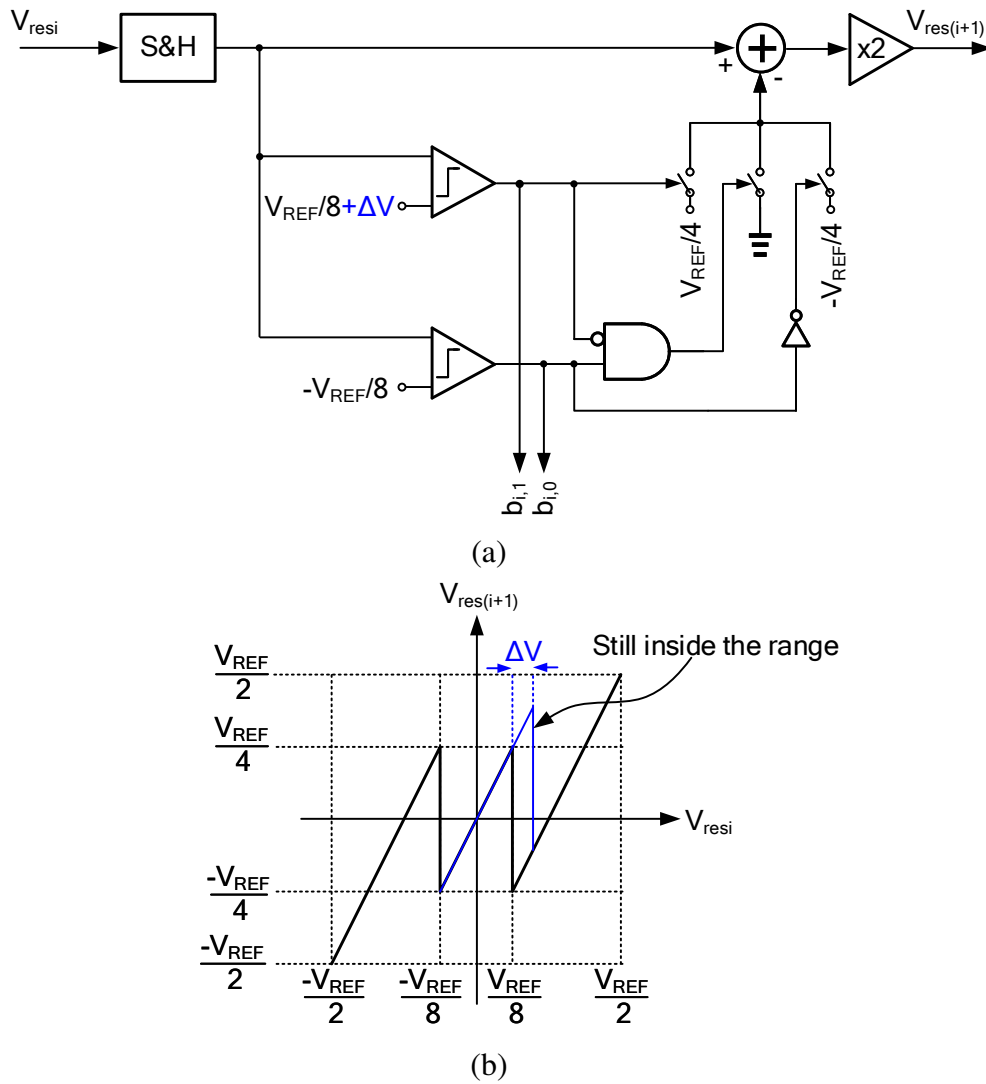 V_resi
S&H
+
-
x2
V_res(i+1)
V_REF/8+ΔV
V_REF/4
-V_REF/4
-V_REF/8
b_i,1
b_i,0
(a)
V_res(i+1)
ΔV
Still inside the range
V_REF/2
V_REF/4
V_resi
-V_REF/4
-V_REF/2
-V_REF/2
-V_REF/8
V_REF/8
V_REF/2
(b)